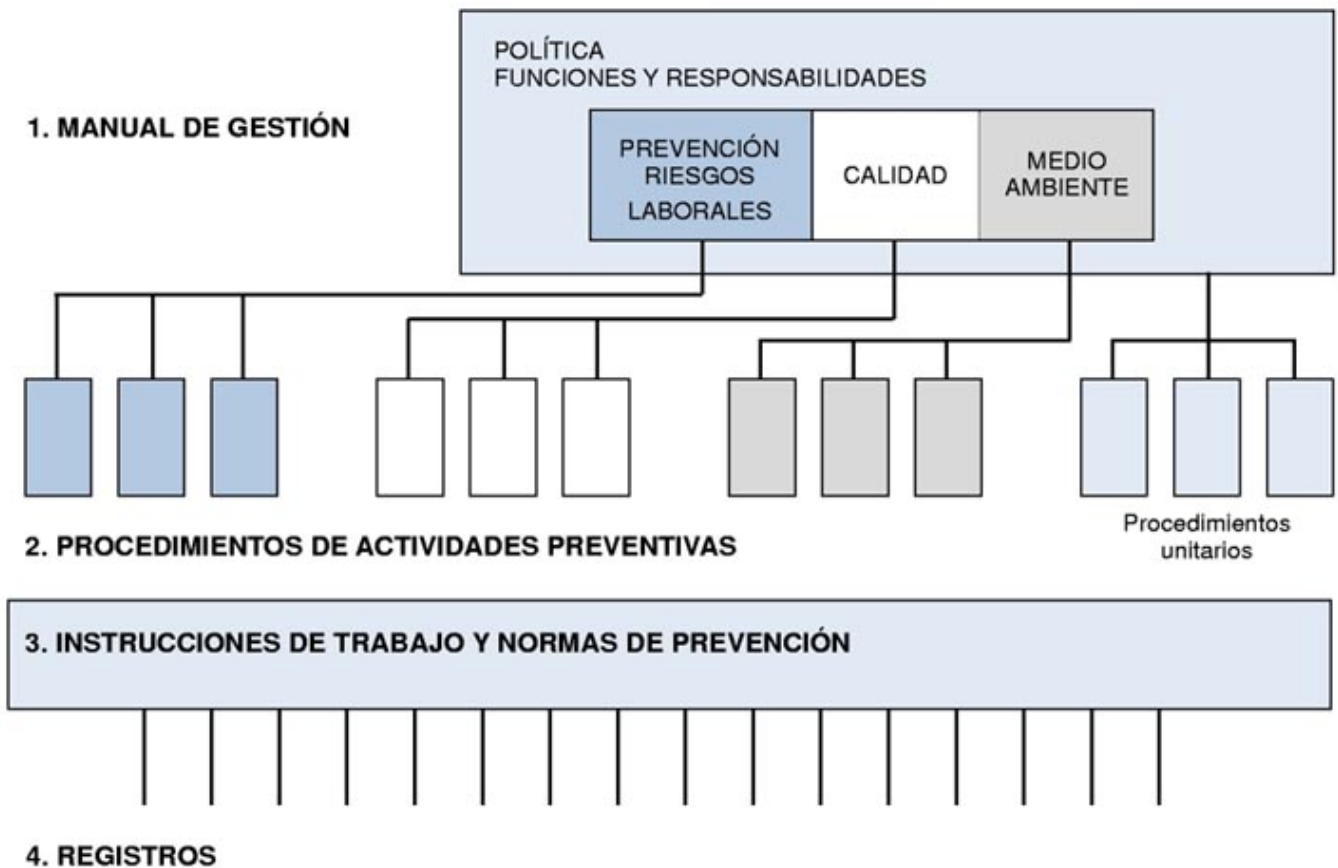 POLÍTICA
FUNCIONES Y RESPONSABILIDADES
1. MANUAL DE GESTIÓN
PREVENCIÓN
RIESGOS
LABORALES
CALIDAD
MEDIO
AMBIENTE
Procedimientos
unitarios
2. PROCEDIMIENTOS DE ACTIVIDADES PREVENTIVAS
3. INSTRUCCIONES DE TRABAJO Y NORMAS DE PREVENCIÓN
4. REGISTROS